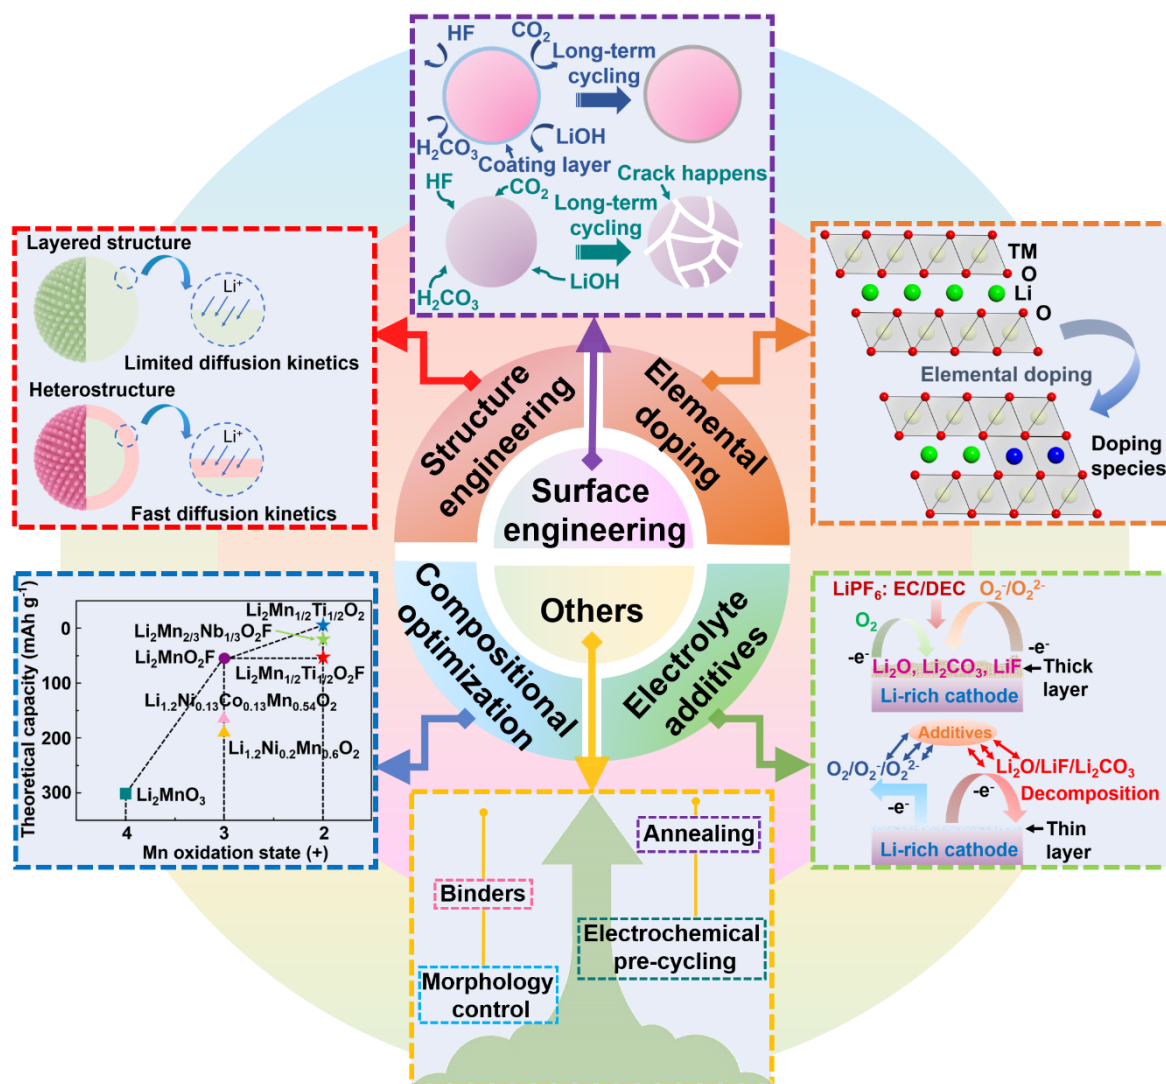 HF
CO₂
Long-term
cycling
H₂CO₃
LiOH
Coating layer
HF
CO₂
Crack happens
Long-term
cycling
H₂CO₃
LiOH
Layered structure
Li⁺
Limited diffusion kinetics
Heterostructure
Li⁺
Fast diffusion kinetics
TM
O
Li
O
Elemental doping
Doping
species
Structure
engineering
Elemental
doping
Surface
engineering
Others
Compositional
optimization
Electrolyte
additives
Theoretical capacity (mAh g⁻¹)
0
100
200
300
4
3
2
Mn oxidation state (+)
Li₂Mn₁/₂Ti₁/₂O₂
Li₂Mn₂/₃Nb₁/₃O₂F
Li₂MnO₂F
Li₂Mn₁/₂Ti₁/₂O₂F
Li₁.₂Ni₀.₁₃Co₀.₁₃Mn₀.₅₄O₂
Li₁.₂Ni₀.₂Mn₀.₆O₂
Li₂MnO₃
LiPF₆: EC/DEC
O₂⁻/O₂²⁻
O₂
-e⁻
-e⁻
Li₂O, Li₂CO₃, LiF
Thick
layer
Li-rich cathode
Additives
O₂/O₂⁻/O₂²⁻
Li₂O/LiF/Li₂CO₃
Decomposition
-e⁻
-e⁻
Thin
layer
Li-rich cathode
Annealing
Binders
Electrochemical
pre-cycling
Morphology
control